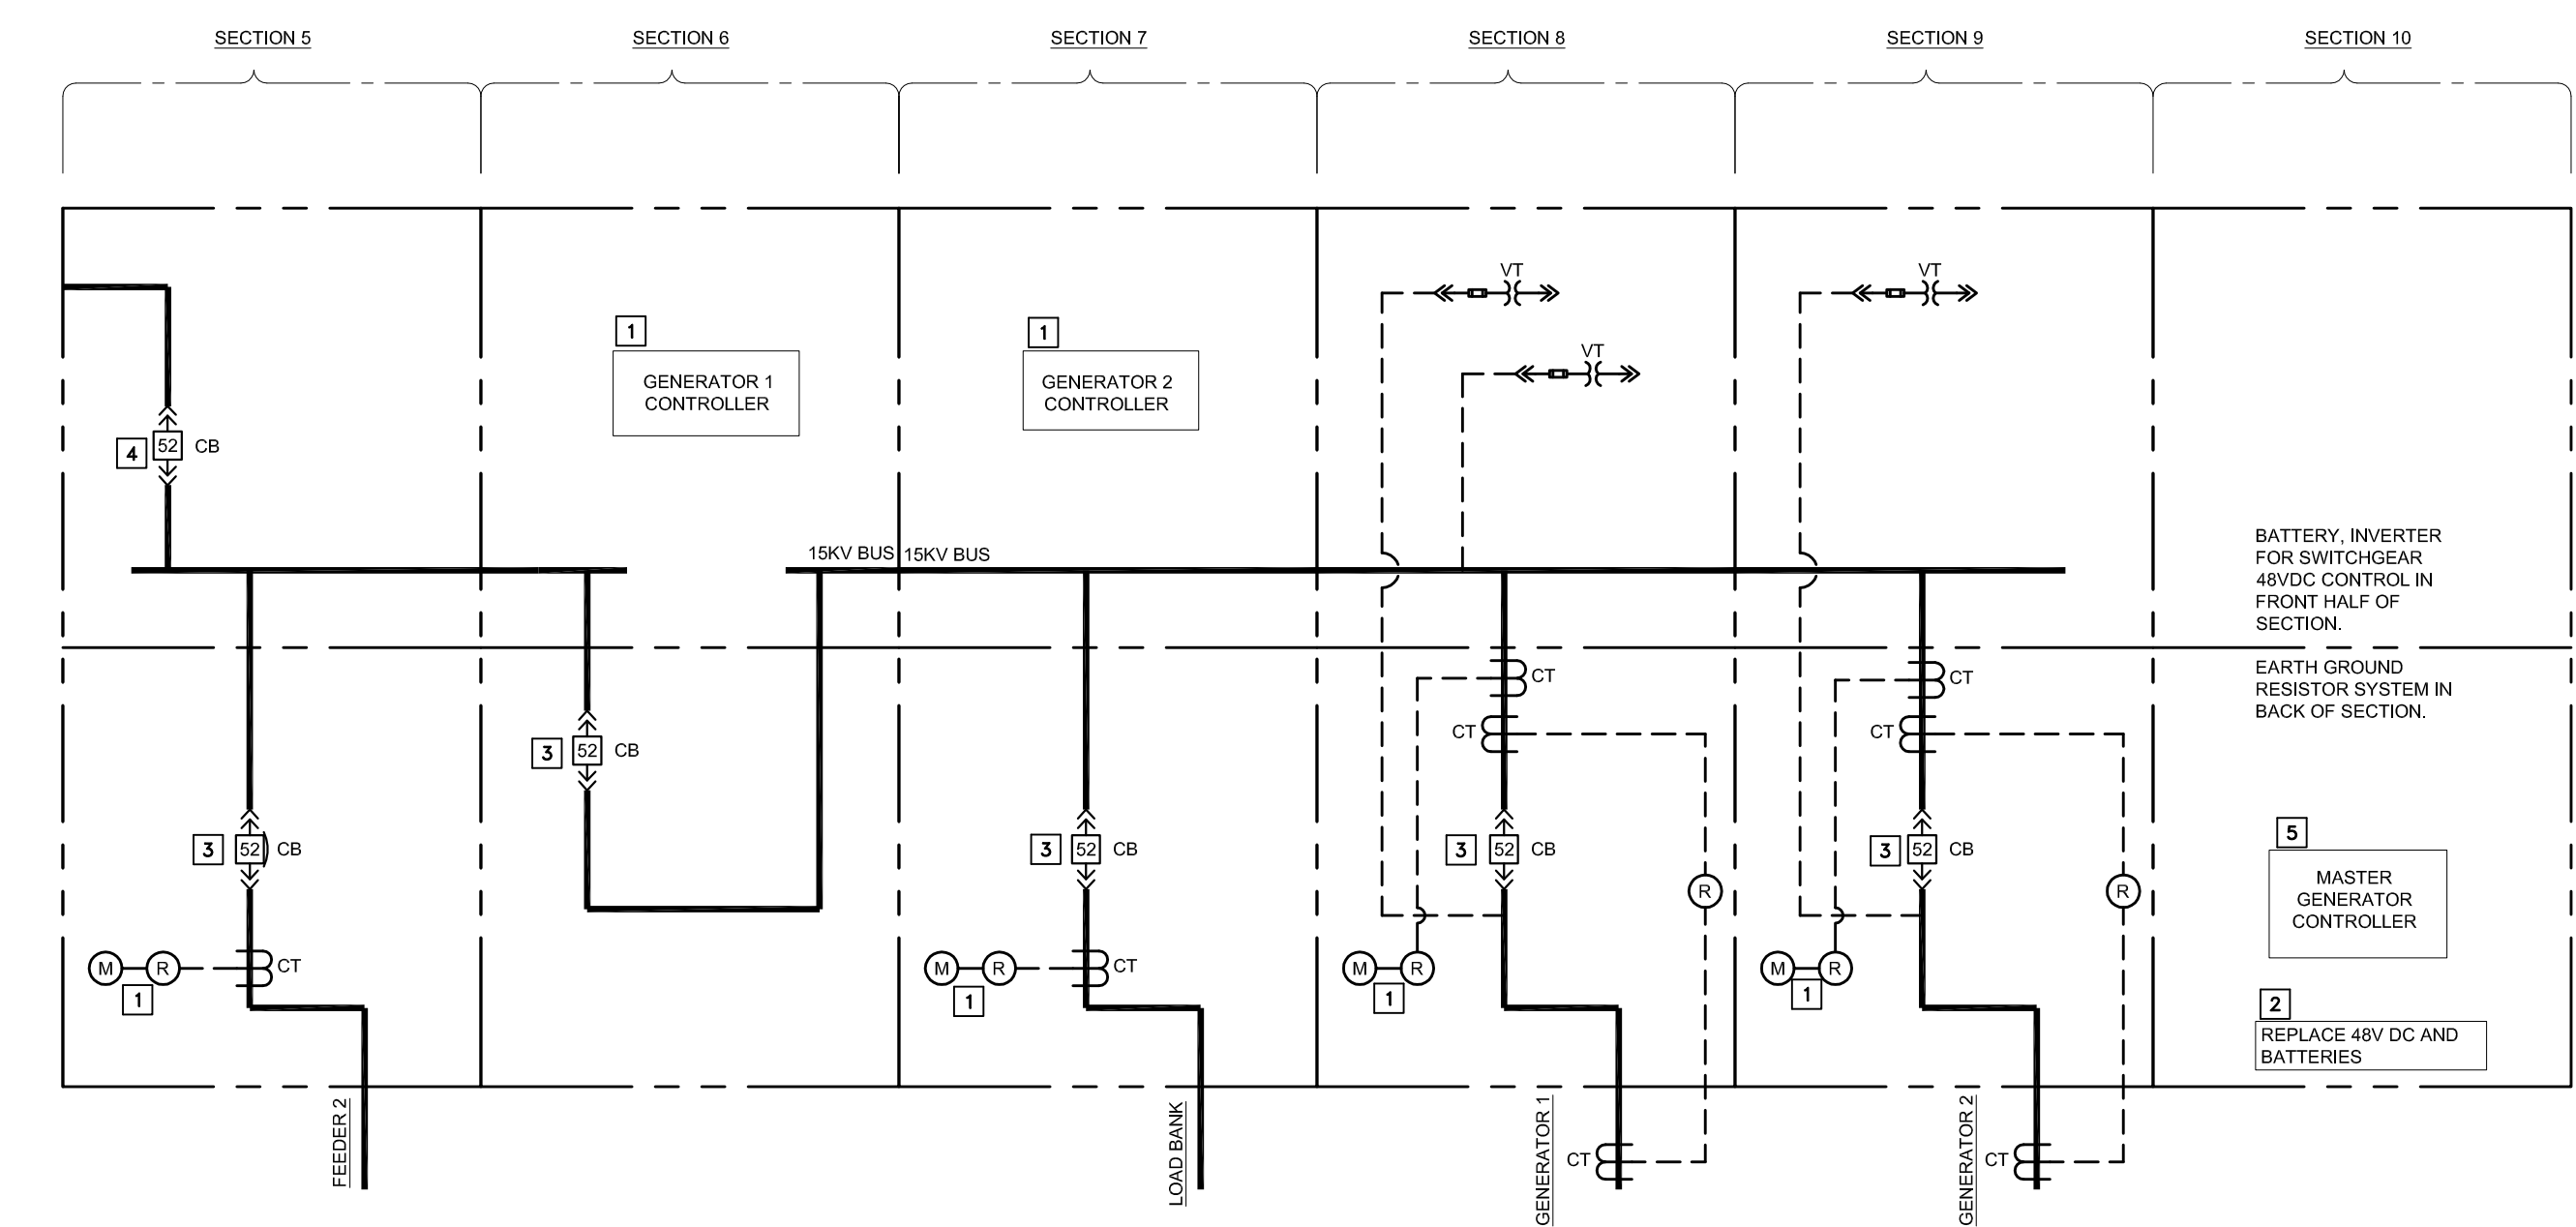 SECTION 5
SECTION 6
SECTION 7
SECTION 8
SECTION 9
SECTION 10
VT
VT
VT
1
GENERATOR 1
CONTROLLER
1
GENERATOR 2
CONTROLLER
4
52
CB
15KV BUS
15KV BUS
BATTERY, INVERTER
FOR SWITCHGEAR
48VDC CONTROL IN
FRONT HALF OF
SECTION.
EARTH GROUND
RESISTOR SYSTEM IN
BACK OF SECTION.
CT
CT
CT
CT
3
52
CB
3
52
CB
3
52
CB
3
52
CB
3
52
CB
R
R
5
MASTER
GENERATOR
CONTROLLER
M
R
CT
1
M
R
CT
1
M
R
1
M
R
1
2
REPLACE 48V DC AND
BATTERIES
FEEDER 2
LOAD BANK
GENERATOR 1
CT
GENERATOR 2
CT